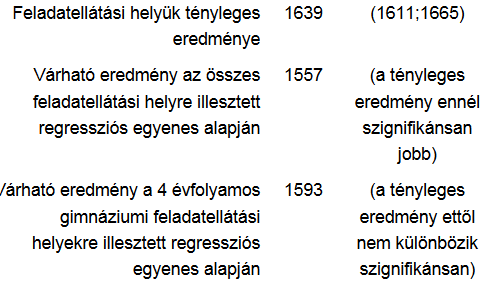 Feladatellátási helyük tényleges 1639 (1611;1665)
eredménye
Várható eredmény az összes 1557 (a tényleges
feladatellátási helyre illesztett eredmény ennél
regressziós egyenes alapján szignifikánsan
jobb)
Várható eredmény a 4 évfolyamos 1593 (a tényleges
gimnáziumi feladatellátási eredmény ettől
helyekre illesztett regressziós nem különbözik
egyenes alapján szignifikánsan)